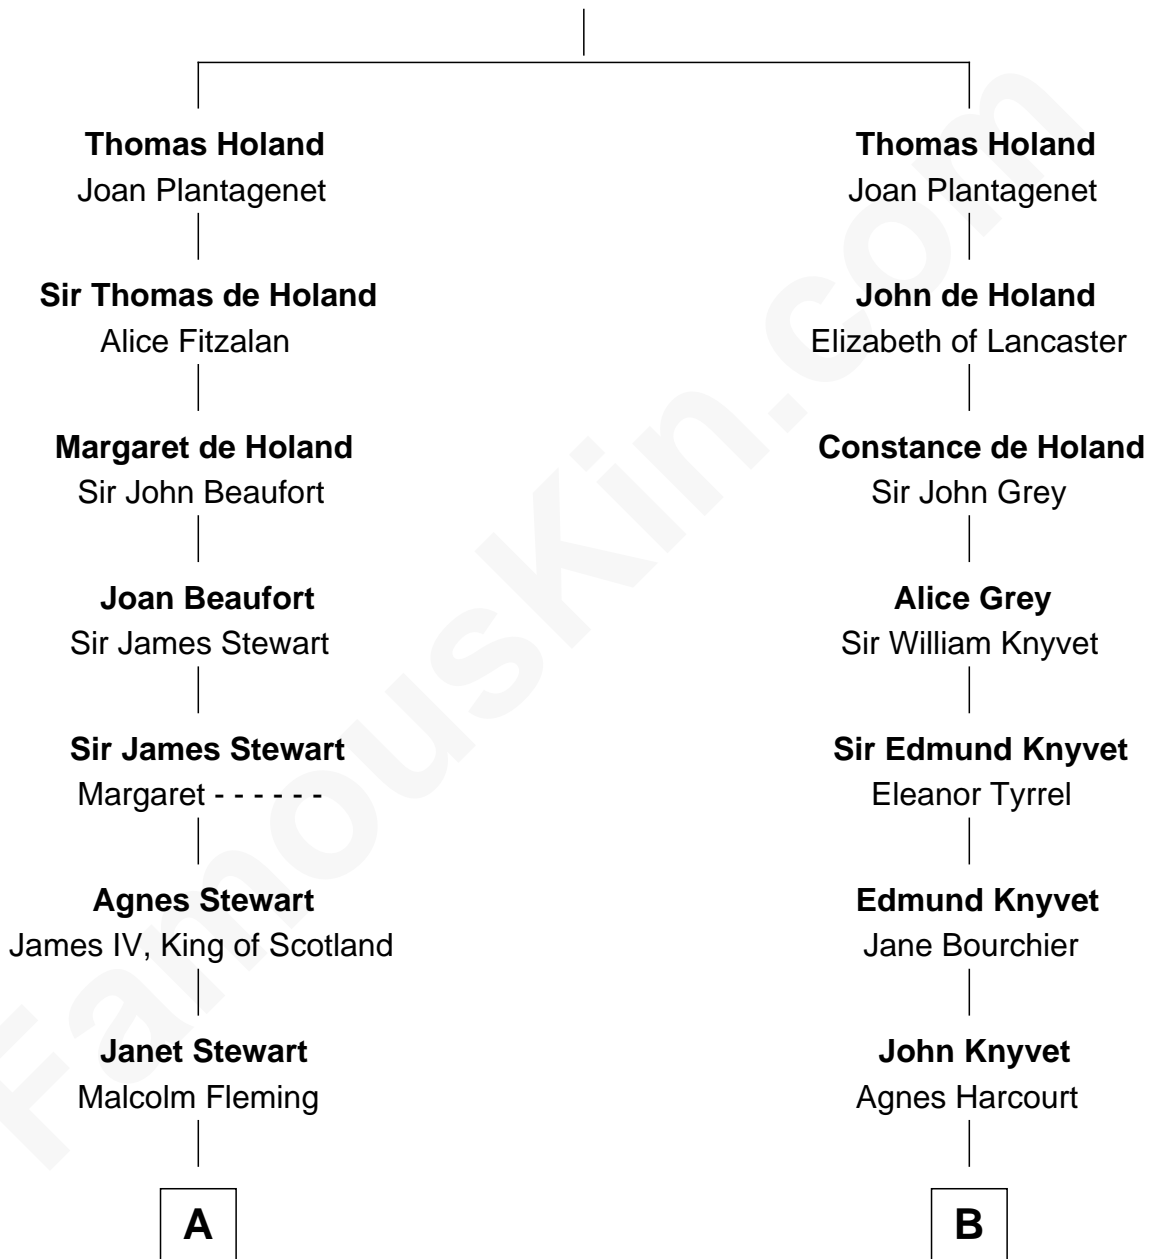 Thomas Holand
Joan Plantagenet
Sir Thomas de Holand
Alice Fitzalan
Margaret de Holand
Sir John Beaufort
Joan Beaufort
Sir James Stewart
Sir James Stewart
Margaret - - - - - -
Agnes Stewart
James IV, King of Scotland
Janet Stewart
Malcolm Fleming
A
Thomas Holand
Joan Plantagenet
John de Holand
Elizabeth of Lancaster
Constance de Holand
Sir John Grey
Alice Grey
Sir William Knyvet
Sir Edmund Knyvet
Eleanor Tyrrel
Edmund Knyvet
Jane Bourchier
John Knyvet
Agnes Harcourt
B
FamousKin.com